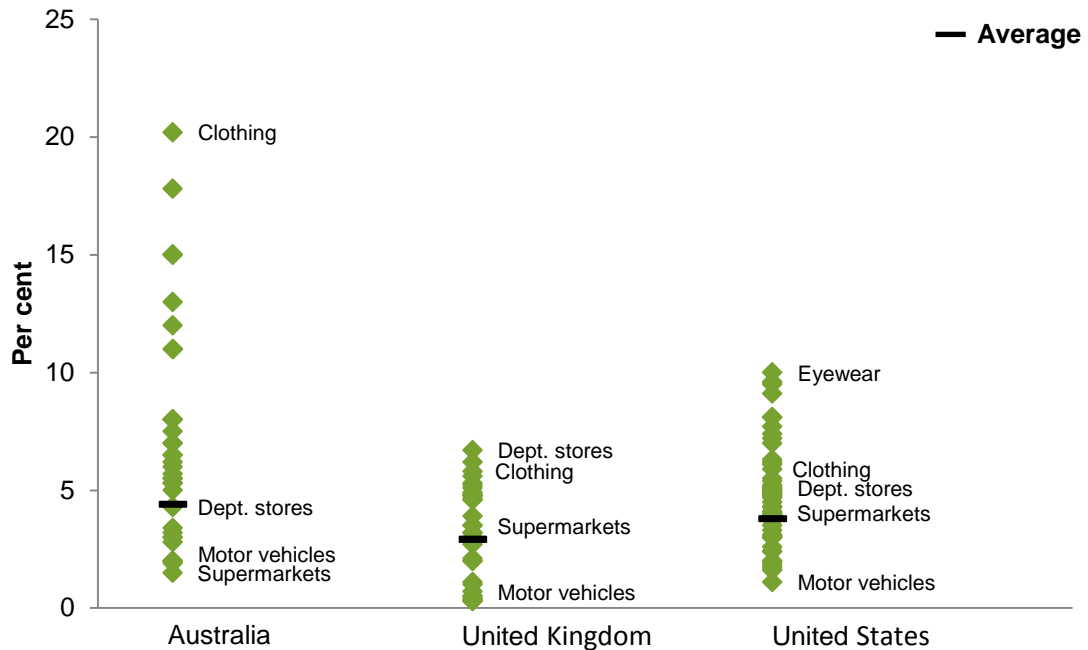 25
Average
20
Clothing
15
Per cent
10
Eyewear
Dept. stores
Clothing
Clothing
5
Dept. stores
Dept. stores
Supermarkets
Supermarkets
Motor vehicles
Supermarkets
Motor vehicles
Motor vehicles
0
Australia
United Kingdom
United States